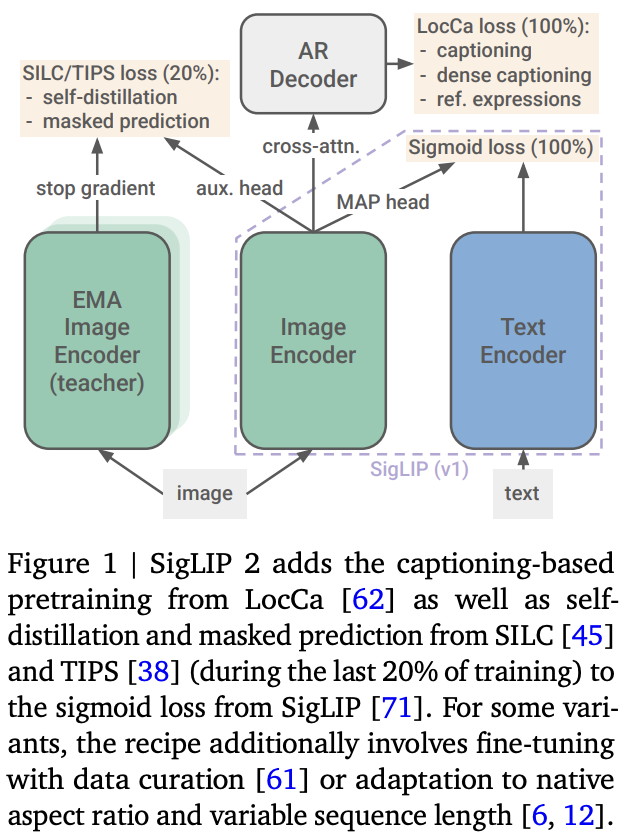 AR
Decoder
LocCa loss (100%):
- captioning
- dense captioning
- ref. expressions
SILC/TIPS loss (20%):
- self-distillation
- masked prediction
cross-attn.
Sigmoid loss (100%)
stop gradient
aux. head
MAP head
EMA
Image
Encoder
(teacher)
Image
Encoder
Text
Encoder
SigLIP (v1)
image
text
Figure 1 | SigLIP 2 adds the captioning-based
pretraining from LocCa [62] as well as self-
distillation and masked prediction from SILC [45]
and TIPS [38] (during the last 20% of training) to
the sigmoid loss from SigLIP [71]. For some vari-
ants, the recipe additionally involves fine-tuning
with data curation [61] or adaptation to native
aspect ratio and variable sequence length [6, 12].